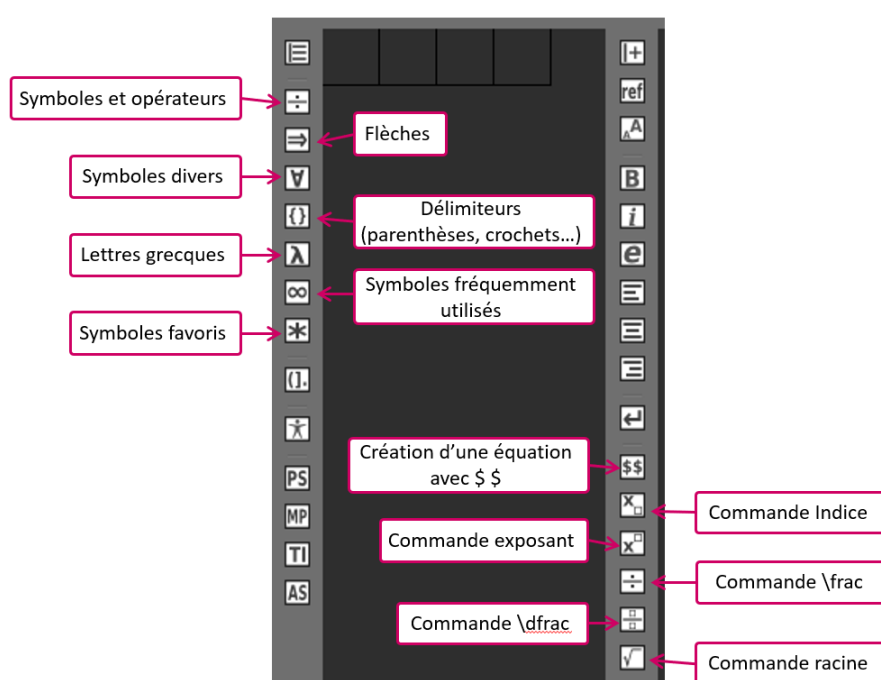 Symboles et opérateurs
Flèches
Symboles divers
Délimiteurs
(parenthèses, crochets...)
Lettres grecques
Symboles fréquemment
utilisés
Symboles favoris
Création d'une équation
avec $ $
Commande Indice
Commande exposant
Commande \frac
Commande \dfrac
Commande racine
÷
⇒
∀
{}
λ
∞
*
(].
PS
MP
TI
AS
|+
ref
AA
B
i
e
$$
x□
x□
÷
√